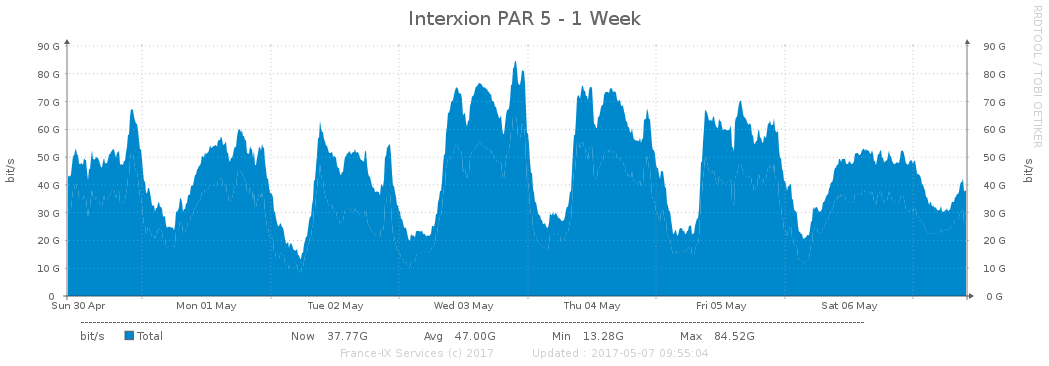 Interxion PAR 5 - 1 Week
RRDTOOL / TOBI OETIKER
90 G 90 G
80 G 80 G
70 G 70 G
60 G 60 G
50 G 50 G
40 G 40 G
30 G 30 G
20 G 20 G
10 G 10 G
0 0 G
bit/s bit/s
Sun 30 Apr Mon 01 May Tue 02 May Wed 03 May Thu 04 May Fri 05 May Sat 06 May
bit/s Total Now 37.77G Avg 47.00G Min 13.28G Max 84.52G
France-IX Services (c) 2017 Updated : 2017-05-07 09:55:04